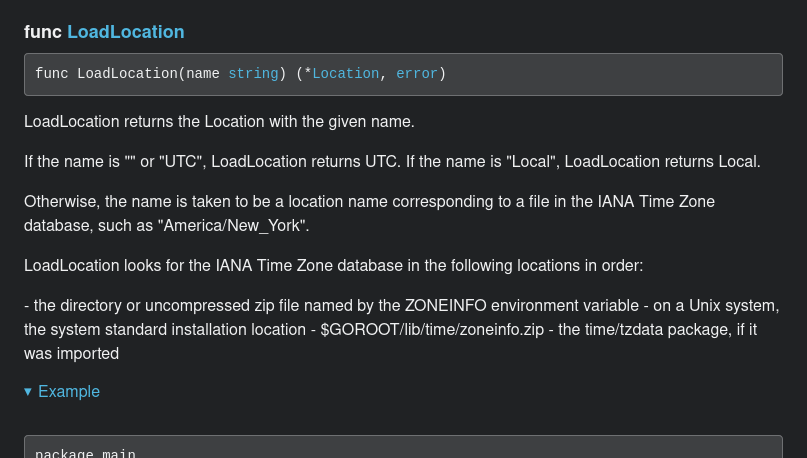 func LoadLocation
func LoadLocation(name string) (*Location, error)
LoadLocation returns the Location with the given name.
If the name is "" or "UTC", LoadLocation returns UTC. If the name is "Local", LoadLocation returns Local.
Otherwise, the name is taken to be a location name corresponding to a file in the IANA Time Zone
database, such as "America/New_York".
LoadLocation looks for the IANA Time Zone database in the following locations in order:
- the directory or uncompressed zip file named by the ZONEINFO environment variable - on a Unix system,
the system standard installation location - $GOROOT/lib/time/zoneinfo.zip - the time/tzdata package, if it
was imported
▾ Example
package main